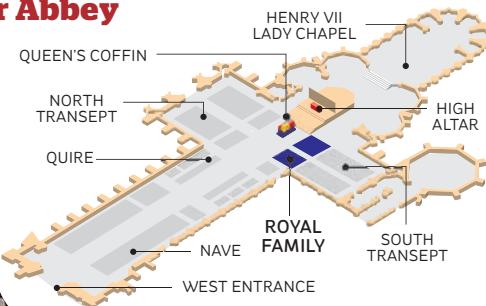 r Abbey
HENRY VII
LADY CHAPEL
QUEEN'S COFFIN
NORTH
TRANSEPT
HIGH
ALTAR
QUIRE
ROYAL
FAMILY
SOUTH
TRANSEPT
NAVE
WEST ENTRANCE